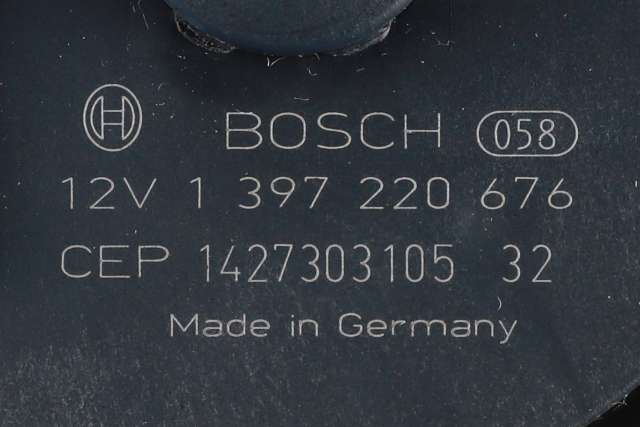 BOSCH 058
12V 1 397 220 676
CEP 1427303105 32
Made in Germany